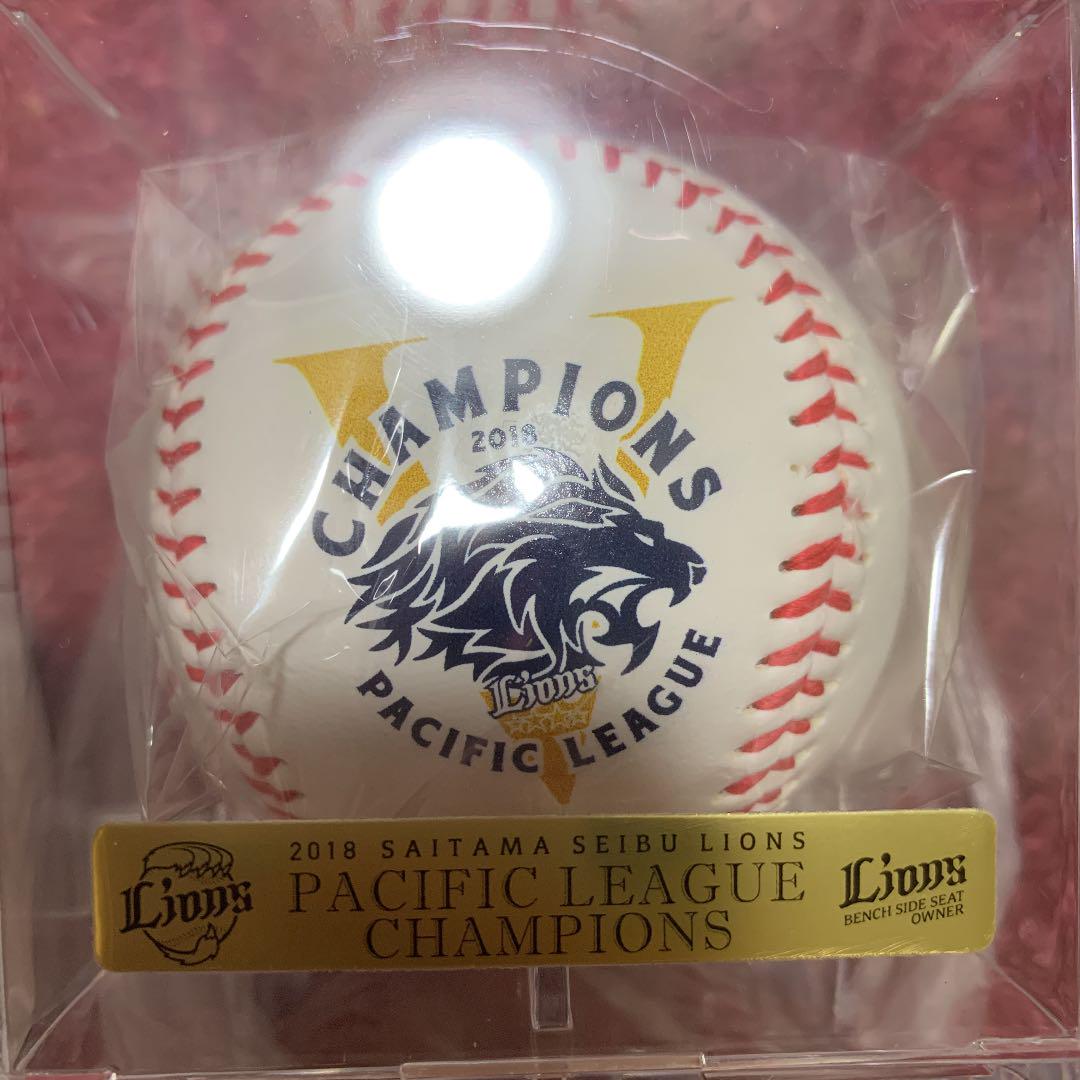 CHAMPIONS
2018
Lions
PACIFIC LEAGUE
Lions
2018 SAITAMA SEIBU LIONS
PACIFIC LEAGUE
CHAMPIONS
Lions
BENCH SIDE SEAT
OWNER